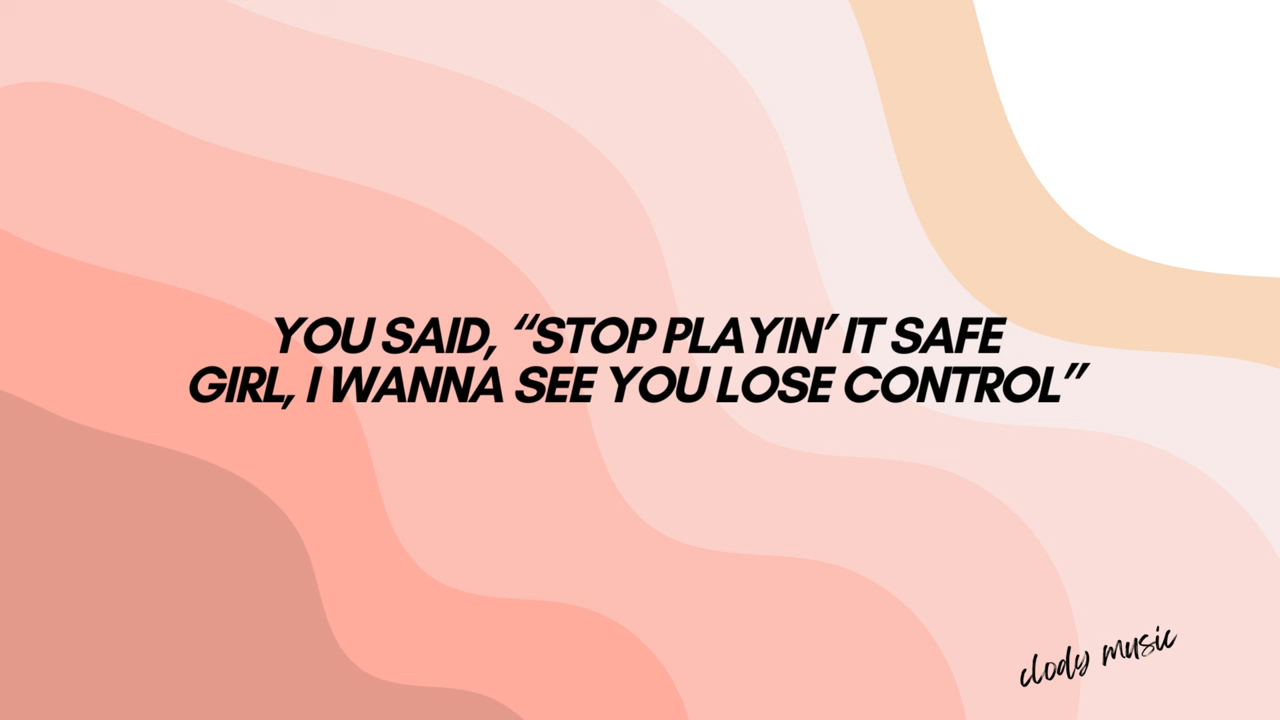 YOU SAID, “STOP PLAYIN’ IT SAFE
GIRL, I WANNA SEE YOU LOSE CONTROL”
clody music